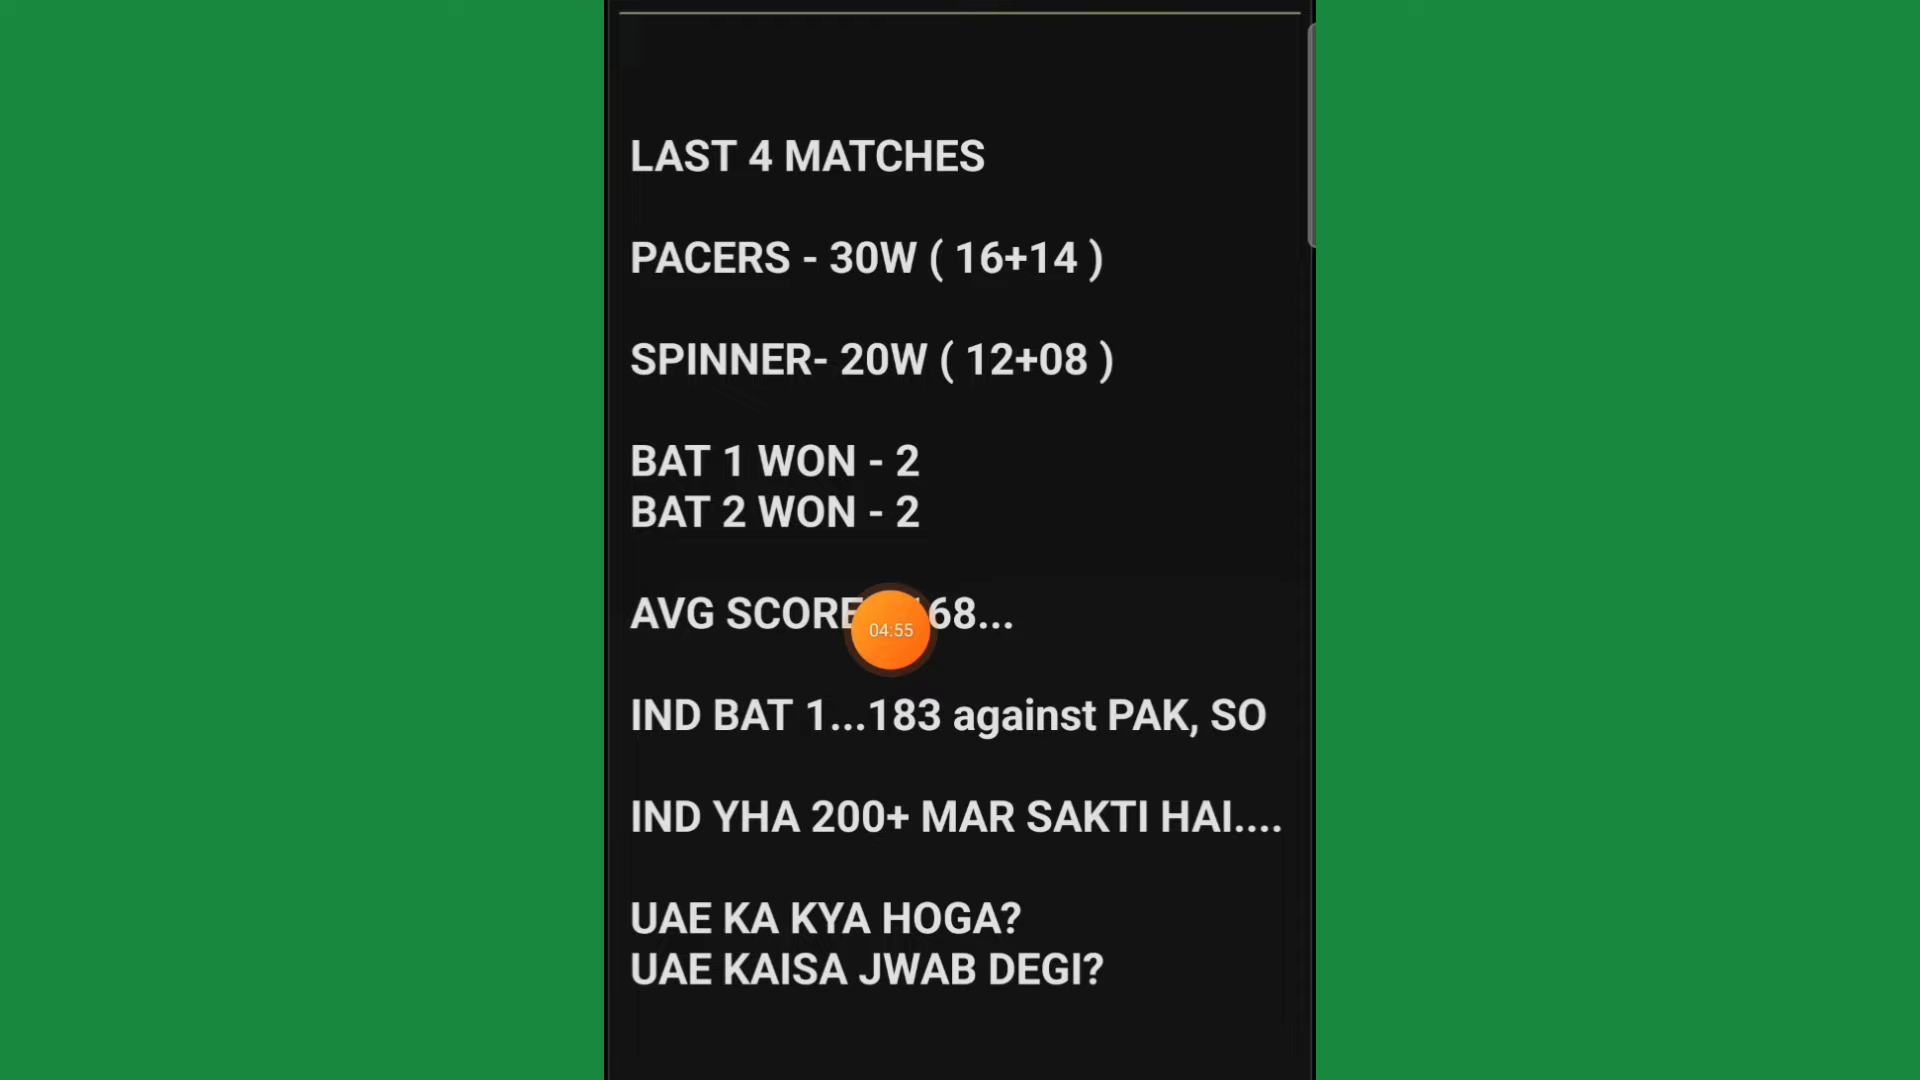 LAST 4 MATCHES
PACERS - 30W ( 16+14 )
SPINNER- 20W ( 12+08 )
BAT 1 WON - 2
BAT 2 WON - 2
AVG SCORE 68...
04:55
IND BAT 1...183 against PAK, SO
IND YHA 200+ MAR SAKTI HAI....
UAE KA KYA HOGA?
UAE KAISA JWAB DEGI?